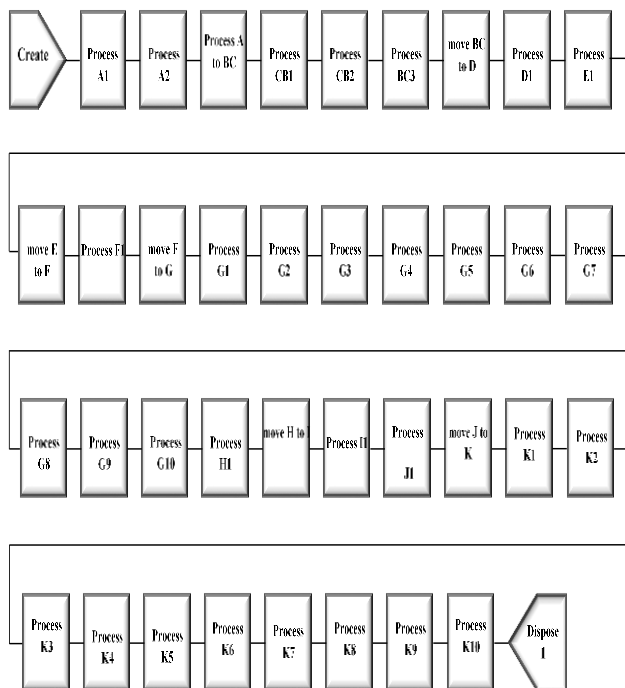 Create
Process
A1
Process
A2
Process A
to BC
Process
CB1
Process
CB2
Process
BC3
move BC
to D
Process
D1
Process
E1
move E
to F
Process F1
move F
to G
Process
G1
Process
G2
Process
G3
Process
G4
Process
G5
Process
G6
Process
G7
Process
G8
Process
G9
Process
G10
Process
H1
move H to I
Process I1
Process
J1
move J to
K
Process
K1
Process
K2
Process
K3
Process
K4
Process
K5
Process
K6
Process
K7
Process
K8
Process
K9
Process
K10
Dispose
1